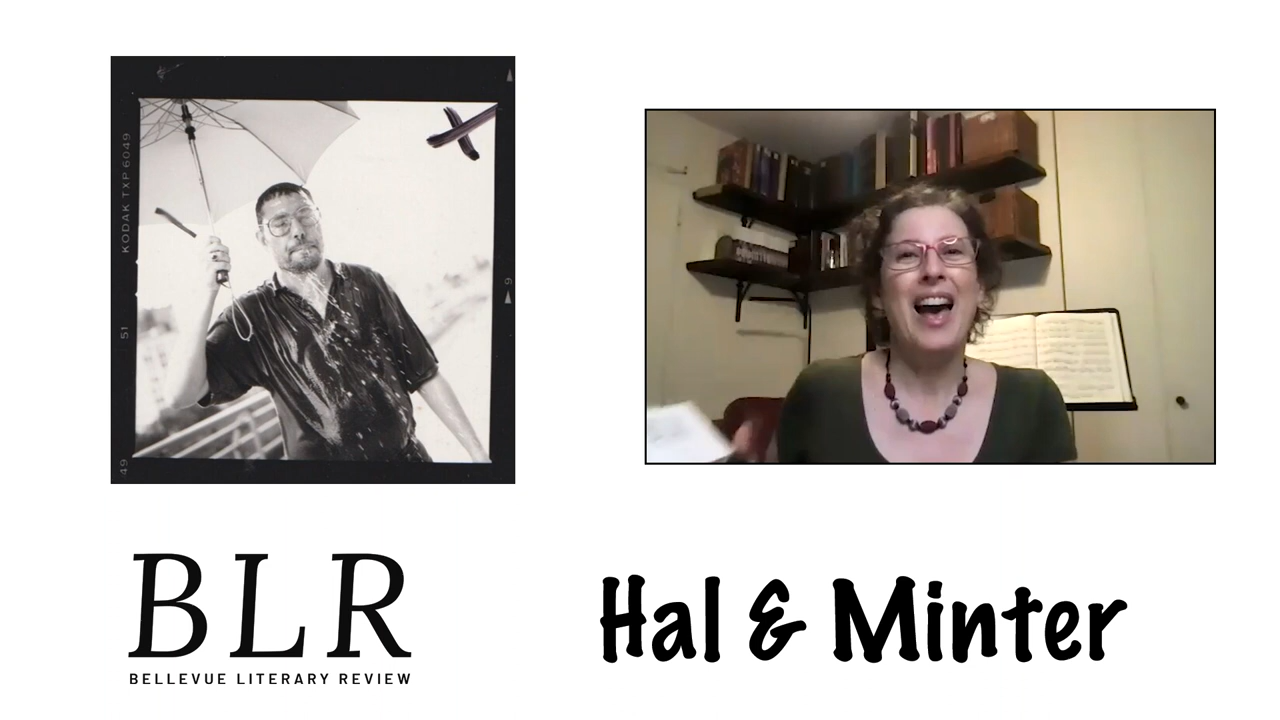 KODAK TXP 6049
51
49
9
BLR
BELLEVUE LITERARY REVIEW
Hal & Minter